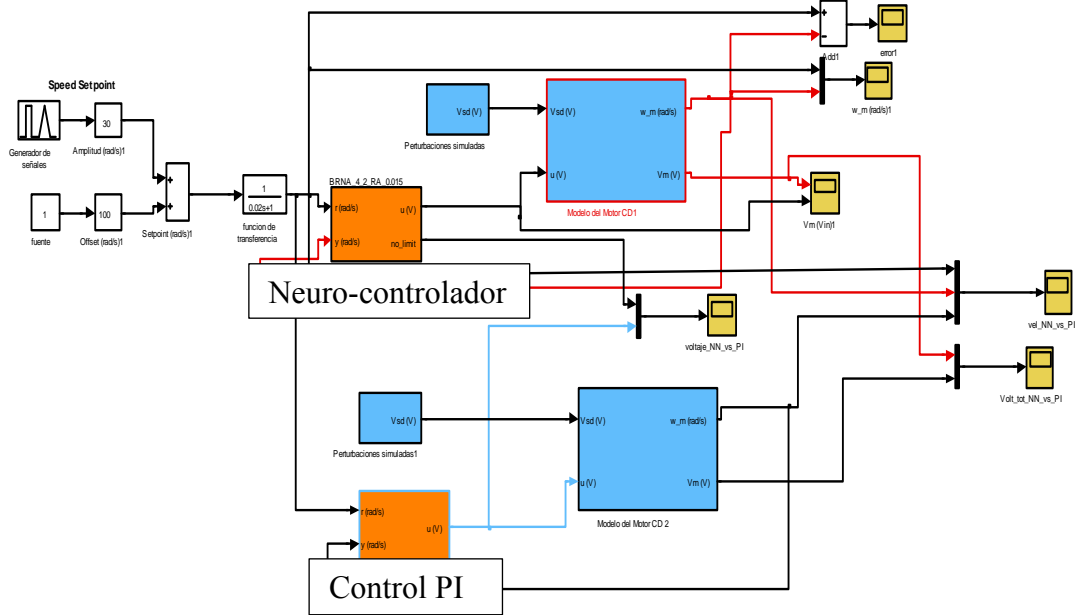 Speed Setpoint
Generador de
señales
30
Amplitud (rad/s)1
1
fuente
100
Offset (rad/s)1
+
+
Setpoint (rad/s)1
1
0.02s+1
funcion de
transferencia
BRNA_4_2_RA_0.015
r (rad/s)
y (rad/s)
u (V)
no_limit
Neuro-controlador
Vsd (V)
Perturbaciones simuladas
Vsd (V)
u (V)
w_m (rad/s)
Vm (V)
Modelo del Motor CD1
+
−
Add1
error1
w_m (rad/s)1
Vm (Vin)1
voltaje_NN_vs_PI
vel_NN_vs_PI
Volt_tot_NN_vs_PI
Vsd (V)
Perturbaciones simuladas1
Vsd (V)
u (V)
w_m (rad/s)
Vm (V)
Modelo del Motor CD 2
r (rad/s)
y (rad/s)
u (V)
Control PI